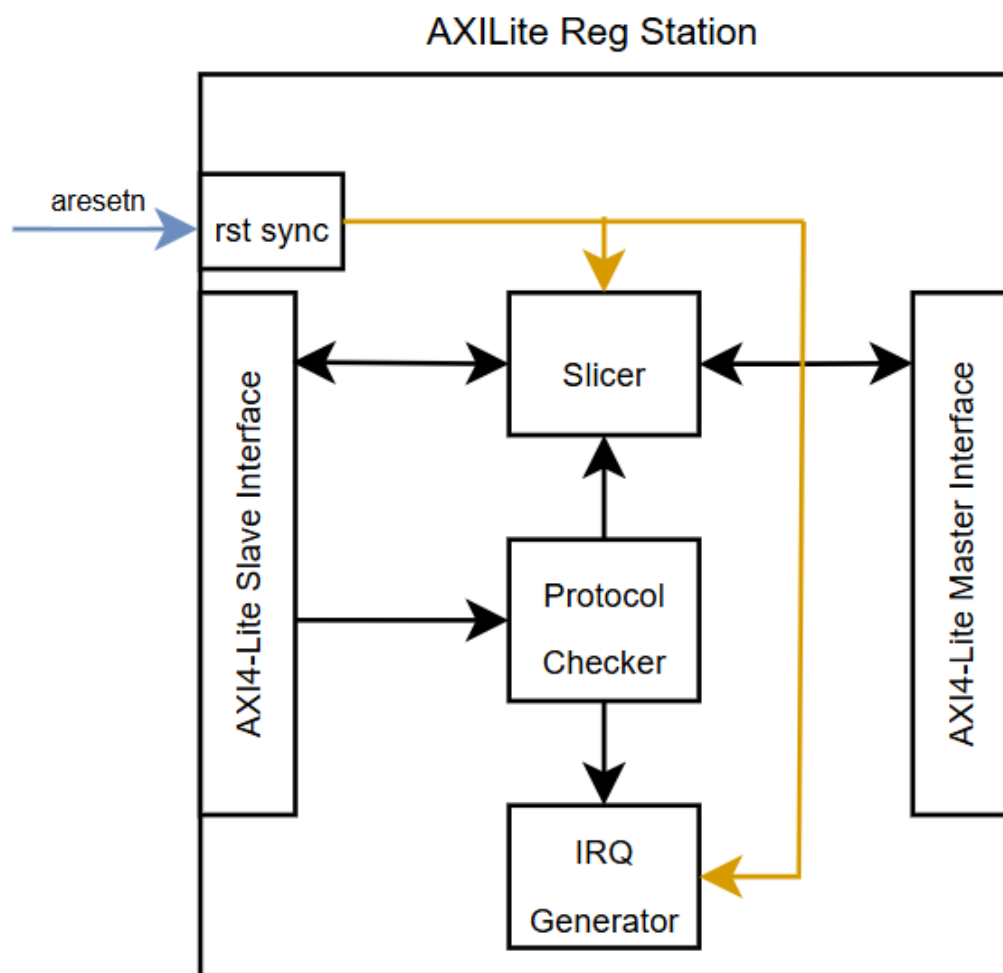 AXILite Reg Station
aresetn
rst sync
AXI4-Lite Slave Interface
Slicer
AXI4-Lite Master Interface
Protocol
Checker
IRQ
Generator